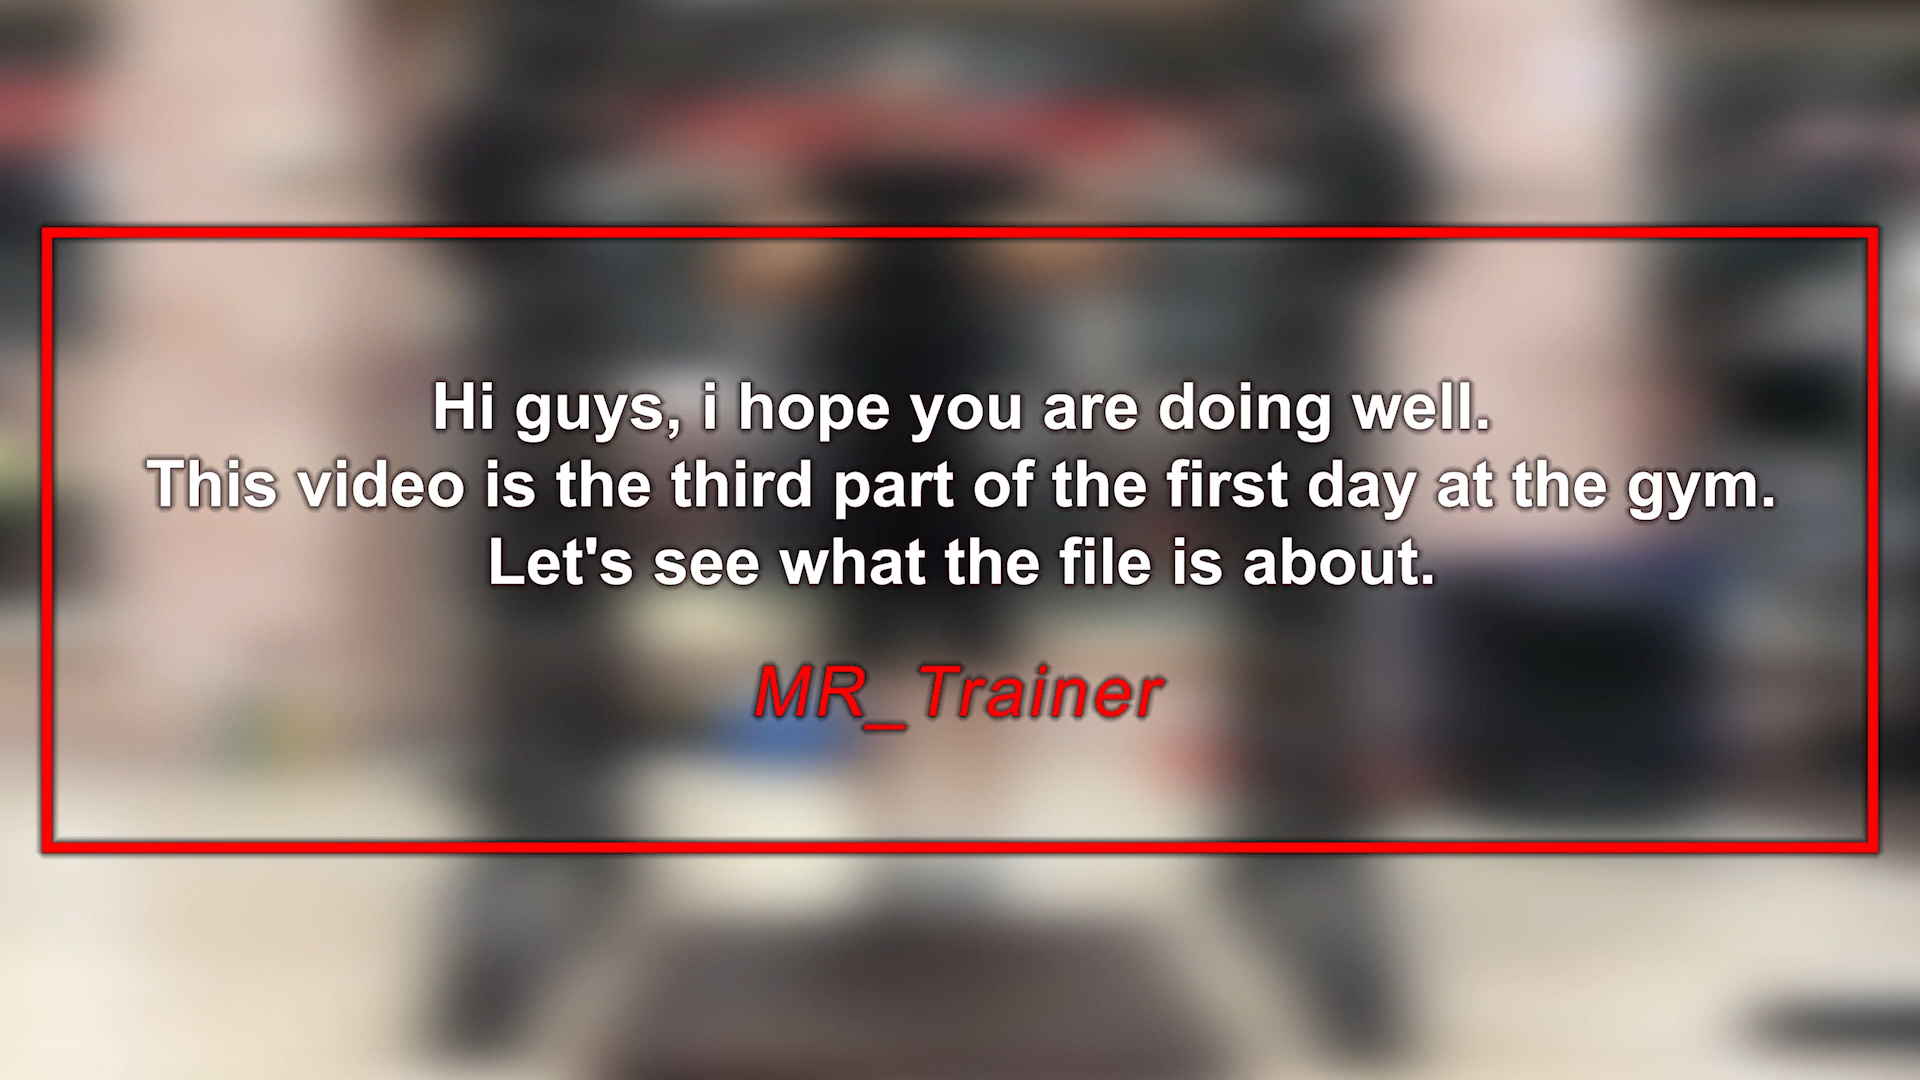 Hi guys, i hope you are doing well.
This video is the third part of the first day at the gym.
Let's see what the file is about.
MR_Trainer